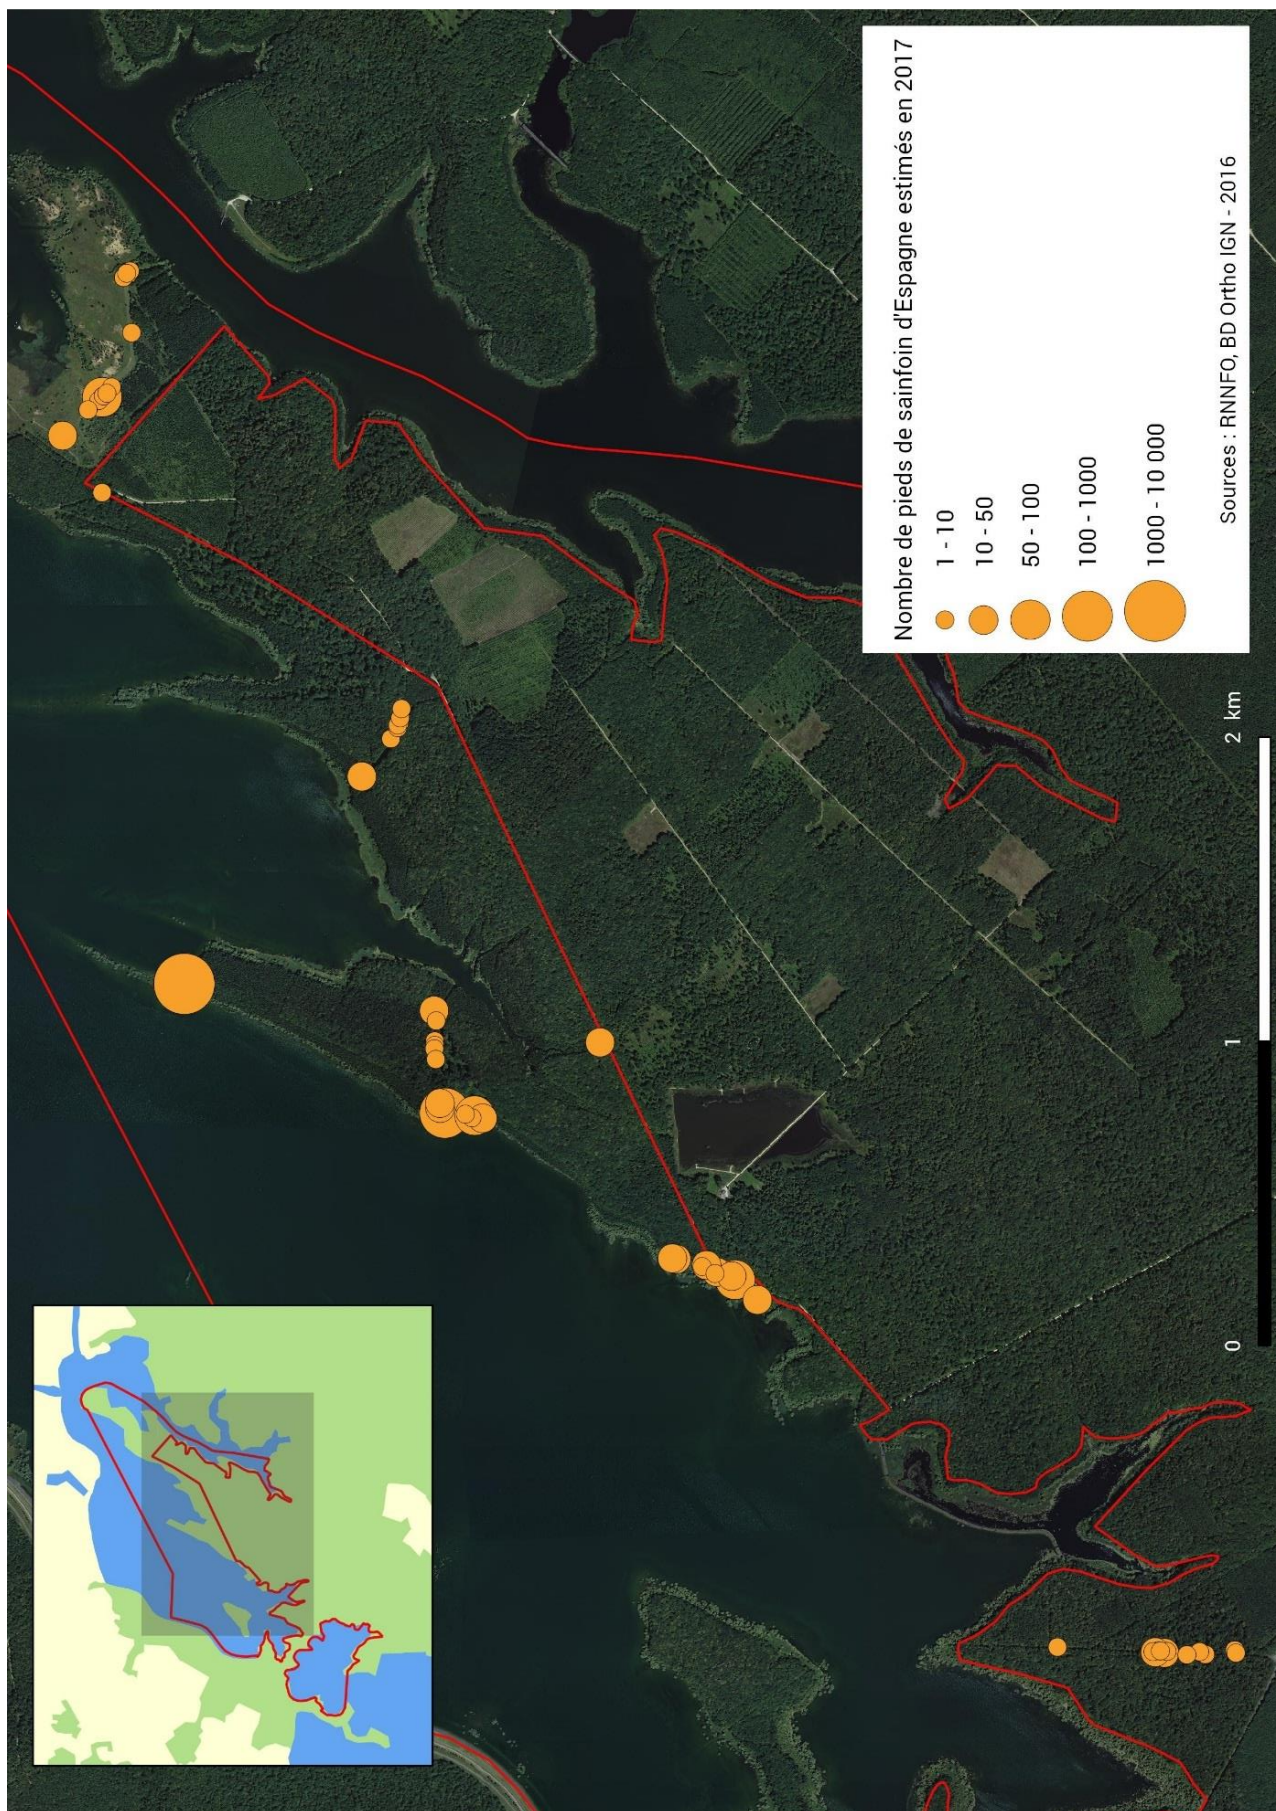 Nombre de pieds de sainfoin d'Espagne estimés en 2017
1 - 10
10 - 50
50 - 100
100 - 1000
1000 - 10 000
Sources : RNNFO, BD Ortho IGN - 2016
0 1 2 km